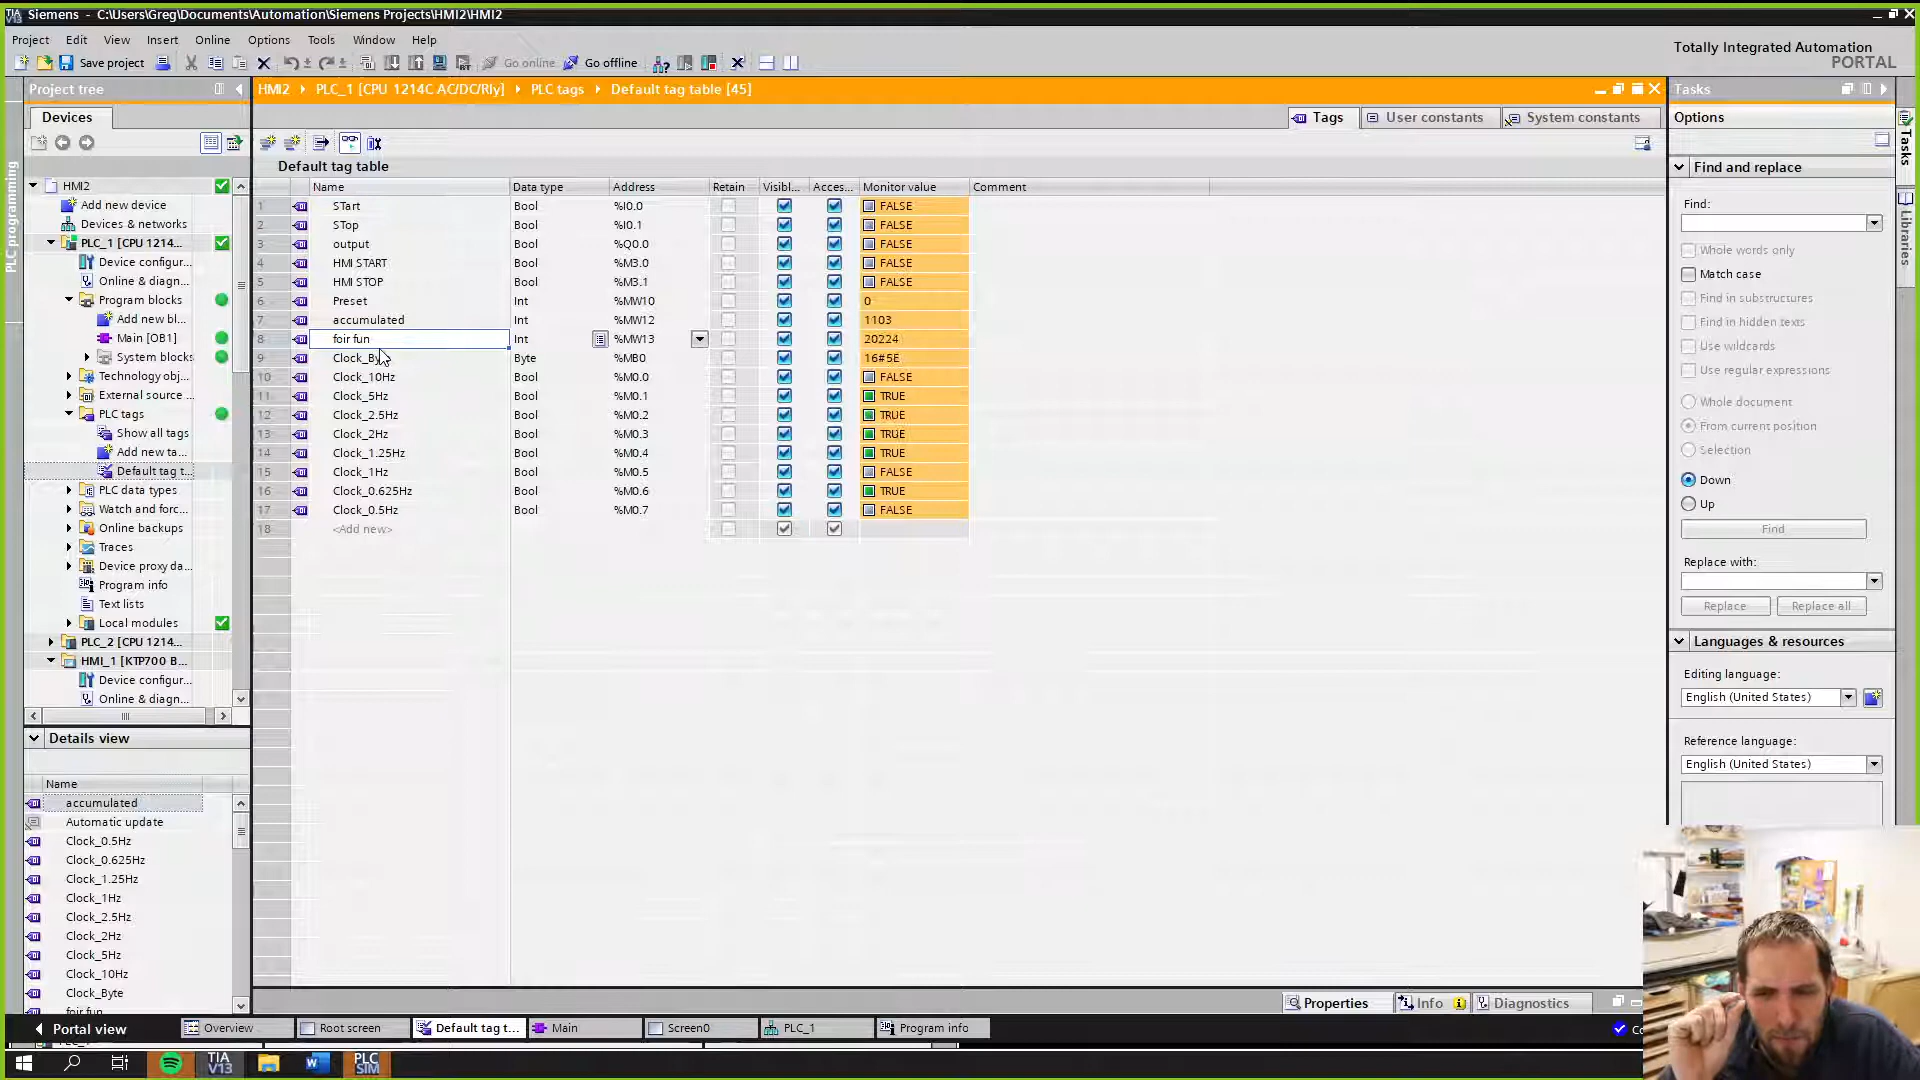 Siemens - C:\Users\Greg\Documents\Automation\Siemens Projects\HMI2\HMI2
Project Edit View Insert Online Options Tools Window Help
Totally Integrated Automation
PORTAL
Save project Go online Go offline
Project tree
HMI2 PLC_1 [CPU 1214C AC/DC/Rly] PLC tags Default tag table [45]
Tasks
Devices
Tags User constants System constants
Options
Default tag table
Name Data type Address Retain Visibl... Acces... Monitor value Comment
1 STart Bool %I0.0 FALSE
2 STop Bool %I0.1 FALSE
3 output Bool %Q0.0 FALSE
4 HMI START Bool %M3.0 FALSE
5 HMI STOP Bool %M3.1 FALSE
6 Preset Int %MW10 0
7 accumulated Int %MW12 1103
8 foir fun Int %MW13 20224
9 Byte %MB0 16#5E
10 Clock_10Hz Bool %M0.0 FALSE
11 Clock_5Hz Bool %M0.1 TRUE
12 Clock_2.5Hz Bool %M0.2 TRUE
13 Clock_2Hz Bool %M0.3 TRUE
14 Clock_1.25Hz Bool %M0.4 TRUE
15 Clock_1Hz Bool %M0.5 FALSE
16 Clock_0.625Hz Bool %M0.6 TRUE
17 Clock_0.5Hz Bool %M0.7 FALSE
18 <Add new>
PLC programming
HMI2
Add new device
Devices & networks
PLC_1 [CPU 1214...
Device configur...
Online & diagn...
Program blocks
Add new bl...
Main [OB1]
System blocks
Technology obj...
External source ...
PLC tags
Show all tags
Add new ta...
Default tag t...
PLC data types
Watch and forc...
Online backups
Traces
Device proxy da...
Program info
Text lists
Local modules
PLC_2 [CPU 1214...
HMI_1 [KTP700 B...
Device configur...
Online & diagn...
Details view
Name
accumulated
Automatic update
Clock_0.5Hz
Clock_0.625Hz
Clock_1.25Hz
Clock_1Hz
Clock_2.5Hz
Clock_2Hz
Clock_5Hz
Clock_10Hz
Clock_Byte
foir fun
Find and replace
Find:
Whole words only
Match case
Find in substructures
Find in hidden texts
Use wildcards
Use regular expressions
Whole document
From current position
Selection
Down
Up
Find
Replace with:
Replace Replace all
Languages & resources
Editing language:
English (United States)
Reference language:
English (United States)
Tasks
Libraries
Properties Info Diagnostics
Portal view Overview Root screen Default tag t... Main Screen0 PLC_1 Program info
TIA V13
PLC SIM